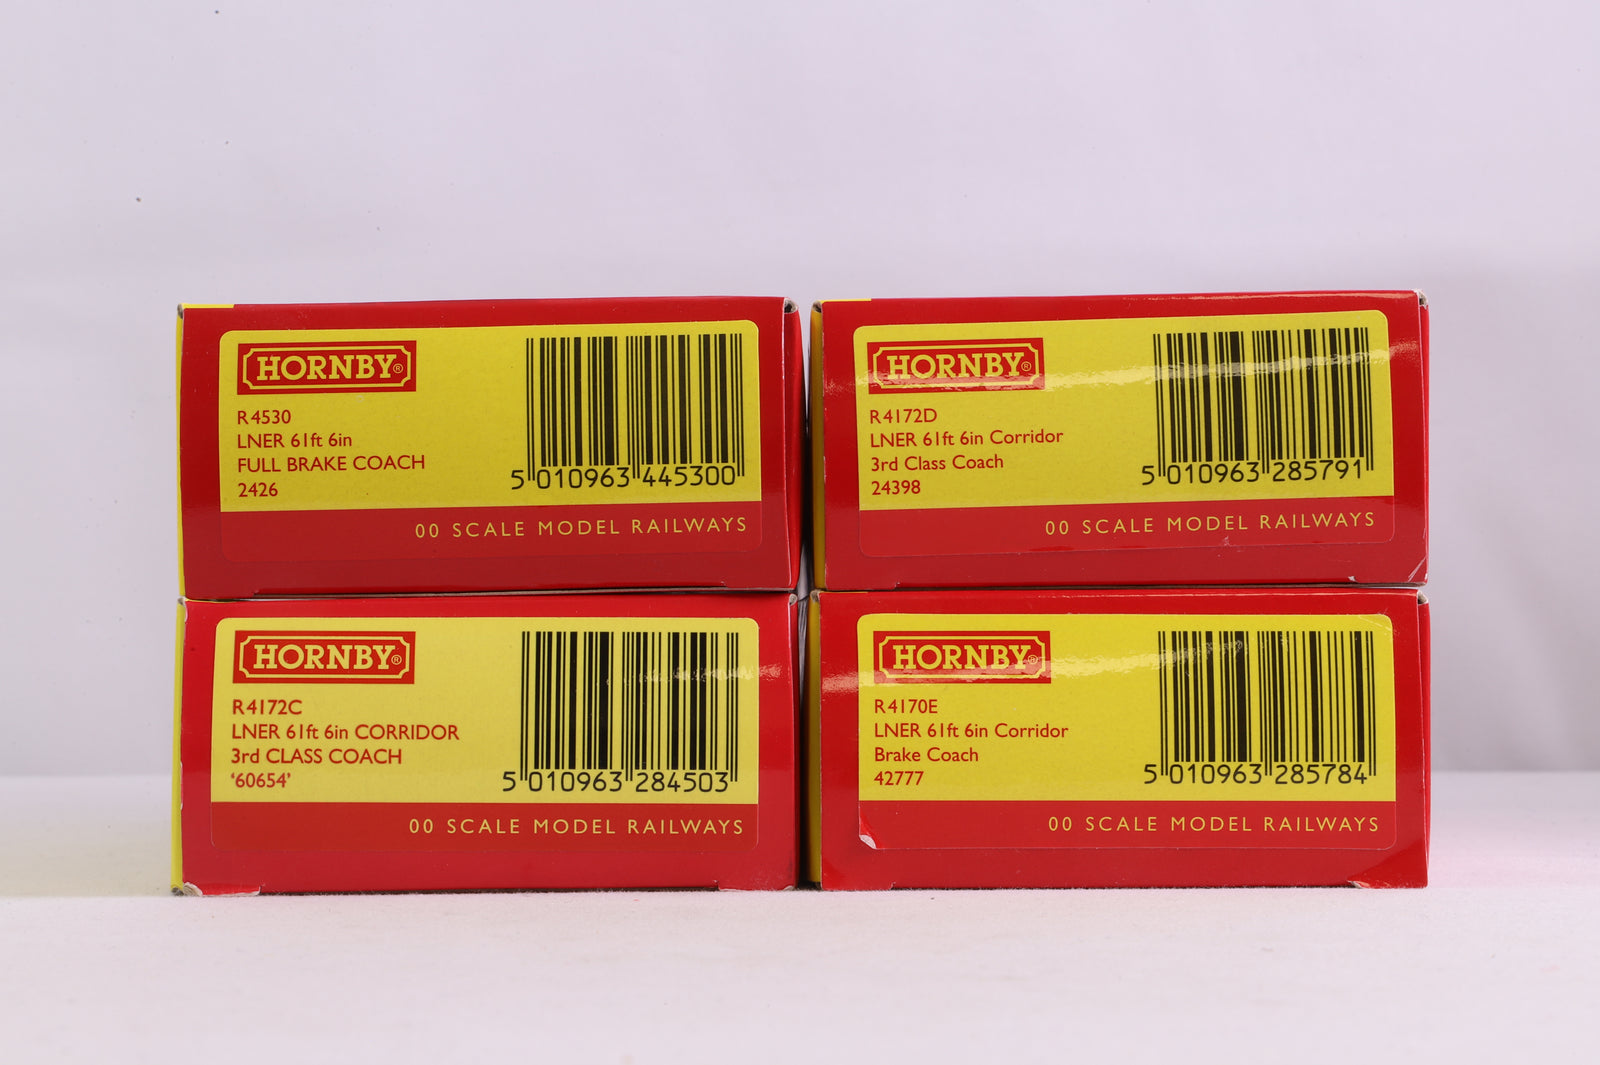 HORNBY®
R4530
LNER 61ft 6in
FULL BRAKE COACH
2426
5 010963 445300
00 SCALE MODEL RAILWAYS
HORNBY®
R4172D
LNER 61ft 6in Corridor
3rd Class Coach
24398
5 010963 285791
00 SCALE MODEL RAILWAYS
HORNBY®
R4172C
LNER 61ft 6in CORRIDOR
3rd CLASS COACH
‘60654’
5 010963 284503
00 SCALE MODEL RAILWAYS
HORNBY®
R4170E
LNER 61ft 6in Corridor
Brake Coach
42777
5 010963 285784
00 SCALE MODEL RAILWAYS